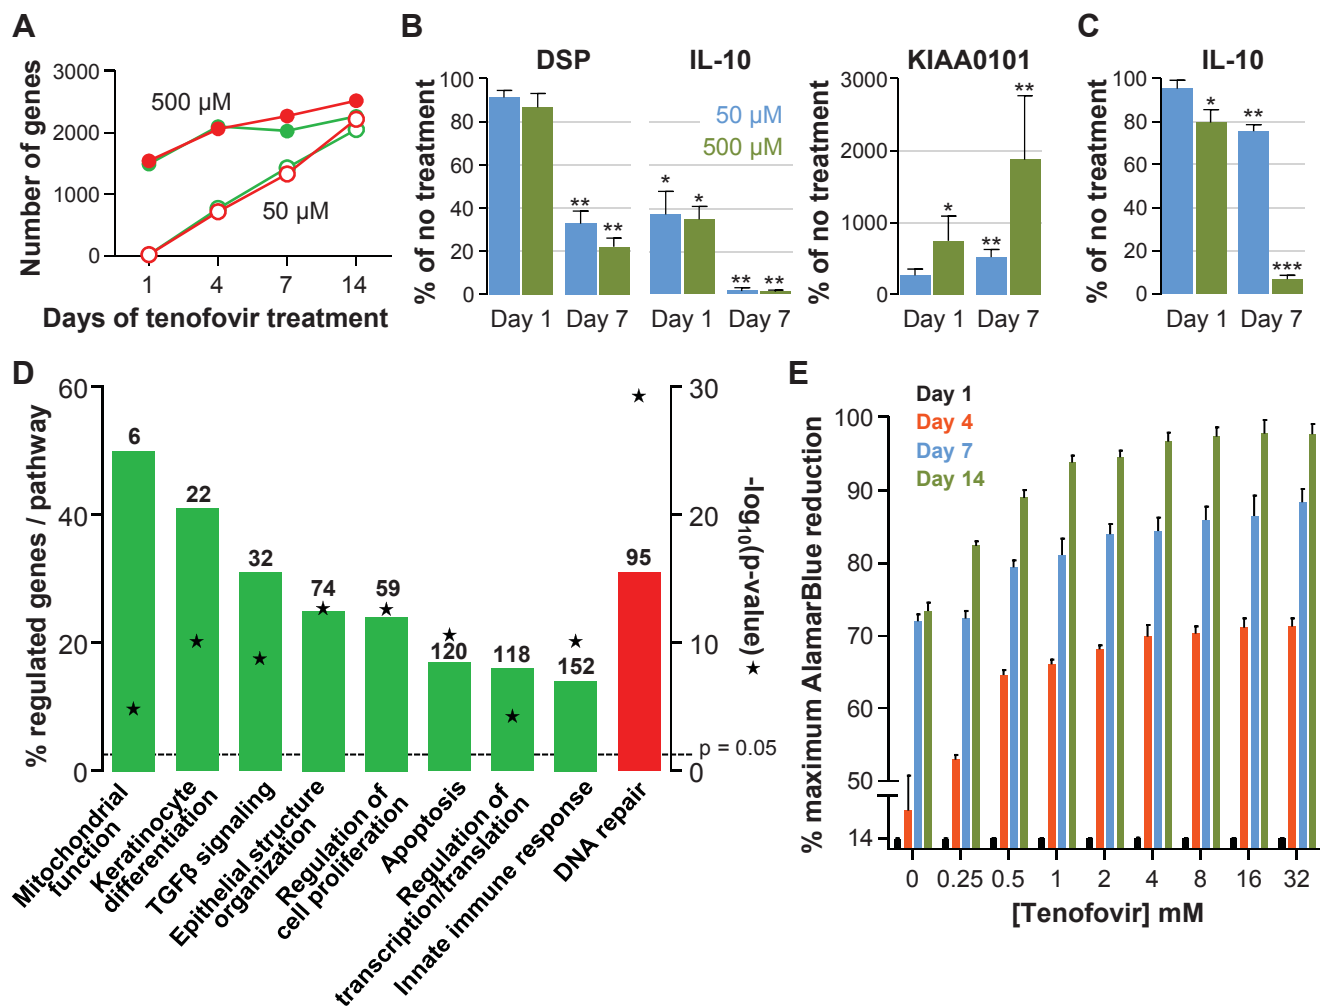 A
Number of genes
3000
2000
1000
0
500 µM
50 µM
1
4
7
14
Days of tenofovir treatment
B
DSP
IL-10
KIAA0101
% of no treatment
100
80
60
40
20
0
50 µM
500 µM
**
**
*
*
**
**
Day 1
Day 7
Day 1
Day 7
% of no treatment
3000
2000
1000
0
*
**
**
Day 1
Day 7
C
IL-10
% of no treatment
100
80
60
40
20
0
*
**
***
Day 1
Day 7
D
% regulated genes / pathway
60
40
20
0
6
22
32
74
59
120
118
152
95
30
20
10
0
-log10(p-value) ★
p = 0.05
Mitochondrial
function
Keratinocyte
differentiation
TGFβ signaling
Epithelial structure
organization
Regulation of
cell proliferation
Apoptosis
Regulation of
transcription/translation
Innate immune response
DNA repair
E
% maximum AlamarBlue reduction
Day 1
Day 4
Day 7
Day 14
100
90
80
70
60
50
14
0
0.25
0.5
1
2
4
8
16
32
[Tenofovir] mM